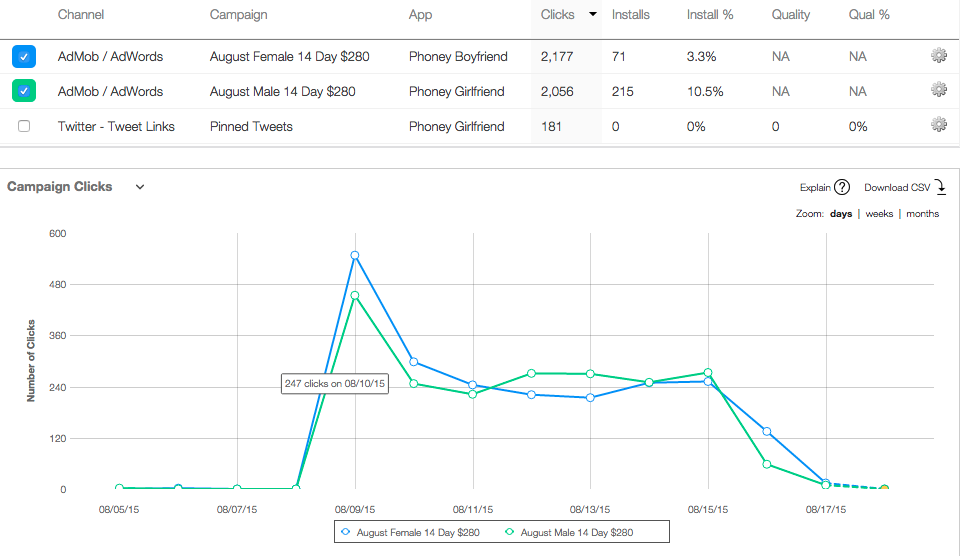 Channel Campaign App Clicks Installs Install % Quality Qual %
AdMob / AdWords August Female 14 Day $280 Phoney Boyfriend 2,177 71 3.3% NA NA
AdMob / AdWords August Male 14 Day $280 Phoney Girlfriend 2,056 215 10.5% NA NA
Twitter - Tweet Links Pinned Tweets Phoney Girlfriend 181 0 0% 0 0%
Campaign Clicks
Explain ? Download CSV
Zoom: days | weeks | months
600
480
360
240
120
0
Number of Clicks
247 clicks on 08/10/15
08/05/15 08/07/15 08/09/15 08/11/15 08/13/15 08/15/15 08/17/15
August Female 14 Day $280 August Male 14 Day $280